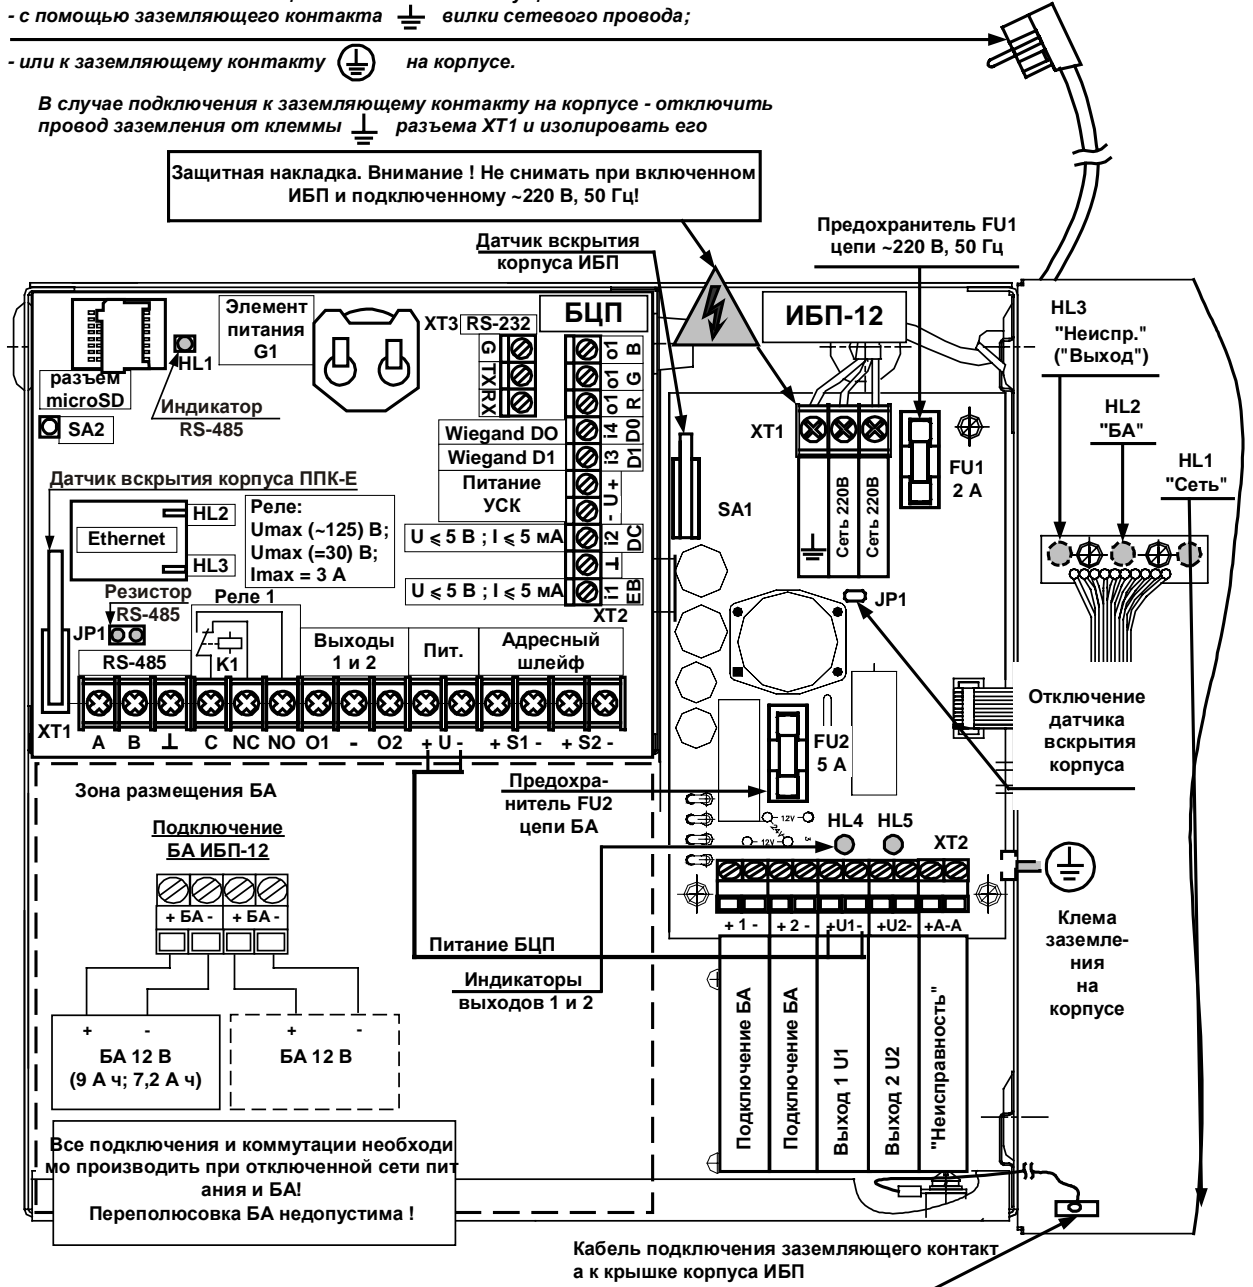 - с помощью заземляющего контакта вилки сетевого провода;
- или к заземляющему контакту на корпусе.
В случае подключения к заземляющему контакту на корпусе - отключить
провод заземления от клеммы разъема XT1 и изолировать его
Защитная накладка. Внимание ! Не снимать при включенном
ИБП и подключенному ~220 В, 50 Гц!
Датчик вскрытия
корпуса ИБП
Предохранитель FU1
цепи ~220 В, 50 Гц
Элемент
питания
G1
XT3 RS-232
БЦП
ИБП-12
HL3
"Неиспр."
("Выход")
HL2
"БА"
HL1
"Сеть"
G
TX
RX
o1 B
o1 G
o1 R
i4 D0
i3 D1
- U +
i2 DC
⊥
i1 EB
HL1
разъем
microSD
Индикатор
RS-485
SA2
Wiegand DO
Wiegand D1
Питание
УСК
U ⩽ 5 В ; I ⩽ 5 мА
U ⩽ 5 В ; I ⩽ 5 мА
XT2
Датчик вскрытия корпуса ППК-Е
Ethernet
HL2
HL3
Реле:
Umax (~125) В;
Umax (=30) В;
Imax = 3 А
Резистор
RS-485
JP1
Реле 1
K1
RS-485
Выходы
1 и 2
Пит.
Адресный
шлейф
XT1
A B ⊥ C NC NO O1 - O2 + U - + S1 - + S2 -
XT1
FU1
2 А
SA1
Сеть 220В
Сеть 220В
JP1
FU2
5 А
12V
24V
12V
HL4 HL5
XT2
Отключение
датчика
вскрытия
корпуса
Зона размещения БА
Предохра-
нитель FU2
цепи БА
Подключение
БА ИБП-12
+ БА - + БА -
+ -
БА 12 В
(9 А ч; 7,2 А ч)
+ -
БА 12 В
Питание БЦП
Индикаторы
выходов 1 и 2
+ 1 - + 2 - +U1- +U2- +A-A
Подключение БА
Подключение БА
Выход 1 U1
Выход 2 U2
"Неисправность"
Клема
заземле-
ния
на
корпусе
Все подключения и коммутации необходи
мо производить при отключенной сети пит
ания и БА!
Переполюсовка БА недопустима !
Кабель подключения заземляющего контакт
а к крышке корпуса ИБП